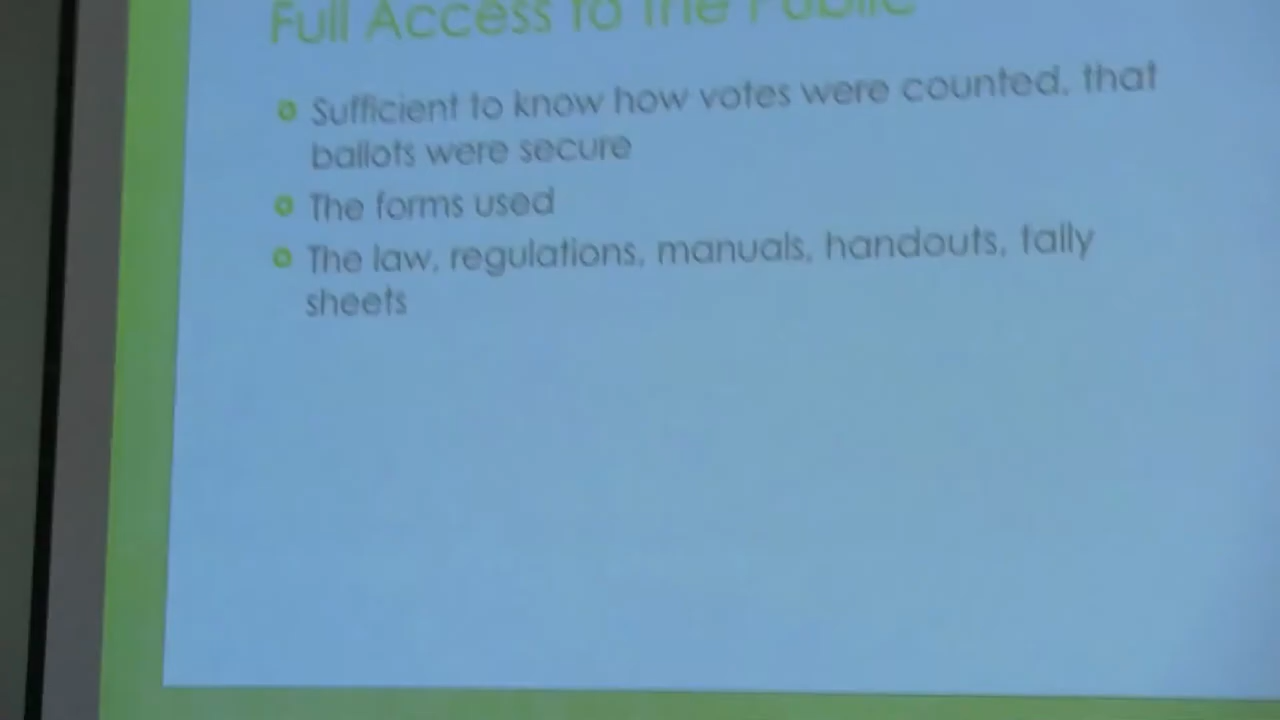 Full Access to the Public
Sufficient to know how votes were counted, that
ballots were secure
The forms used
The law, regulations, manuals, handouts, tally
sheets